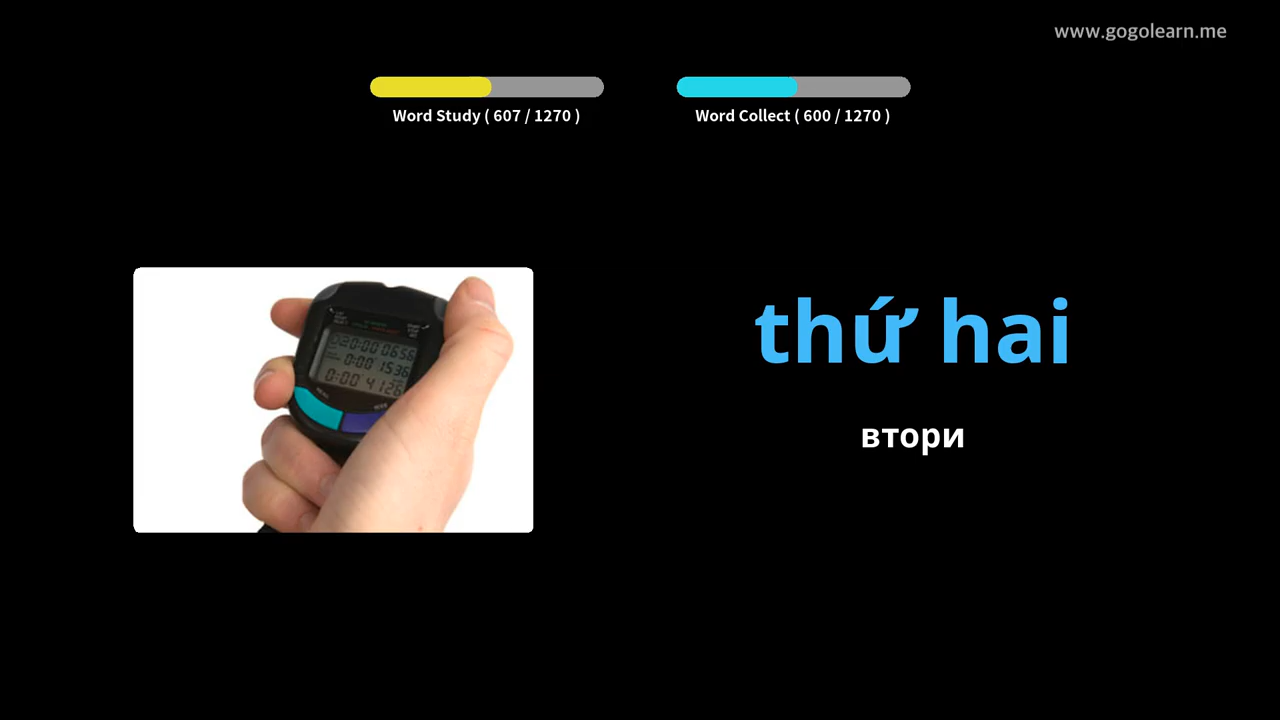 www.gogolearn.me
Word Study ( 607 / 1270 )
Word Collect ( 600 / 1270 )
thứ hai
втори